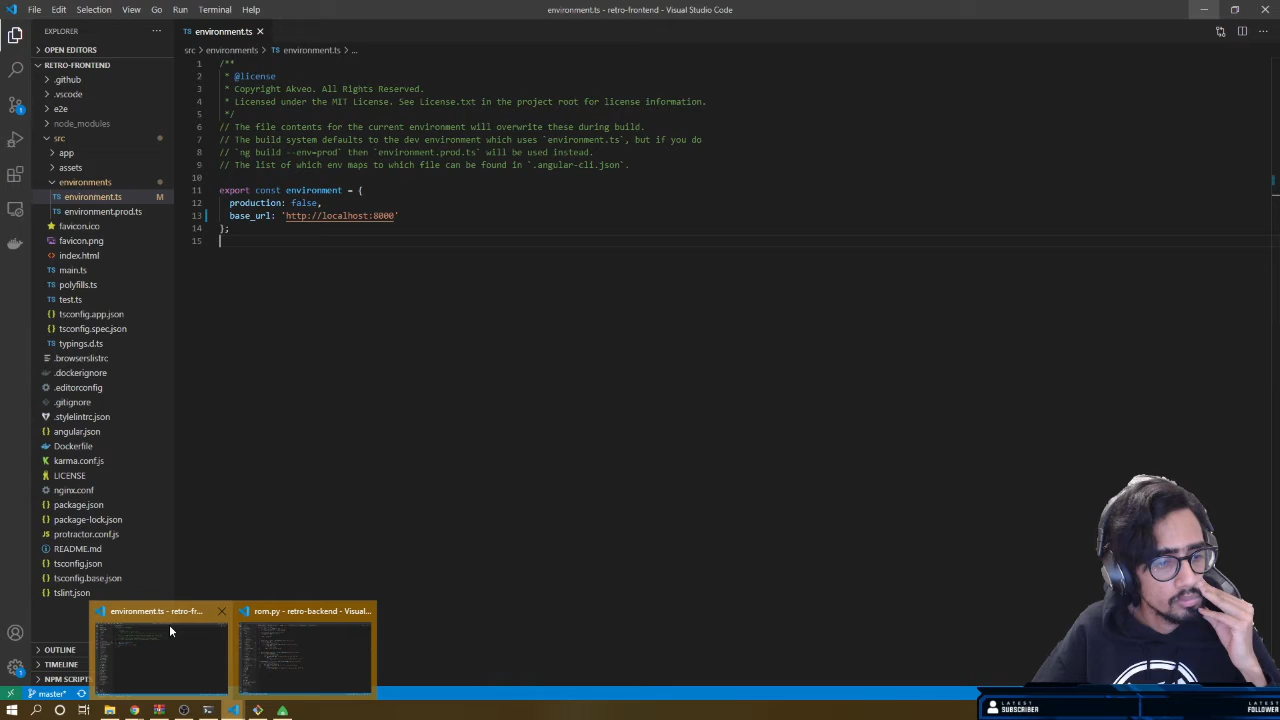 File Edit Selection View Go Run Terminal Help
environment.ts - retro-frontend - Visual Studio Code
EXPLORER
OPEN EDITORS
RETRO-FRONTEND
.github
.vscode
e2e
node_modules
src
app
assets
environments
TS environment.ts M
TS environment.prod.ts
favicon.ico
favicon.png
index.html
TS main.ts
TS polyfills.ts
TS test.ts
tsconfig.app.json
tsconfig.spec.json
TS typings.d.ts
.browserslistrc
.dockerignore
.editorconfig
.gitignore
.stylelintrc.json
angular.json
Dockerfile
karma.conf.js
LICENSE
nginx.conf
package.json
package-lock.json
protractor.conf.js
README.md
tsconfig.json
tsconfig.base.json
tslint.json
OUTLINE
TIMELINE
NPM SCRIPTS
master*
TS environment.ts
src > environments > TS environment.ts > ...
1 /**
2 * @license
3 * Copyright Akveo. All Rights Reserved.
4 * Licensed under the MIT License. See License.txt in the project root for license information.
5 */
6 // The file contents for the current environment will overwrite these during build.
7 // The build system defaults to the dev environment which uses `environment.ts`, but if you do
8 // `ng build --env=prod` then `environment.prod.ts` will be used instead.
9 // The list of which env maps to which file can be found in `.angular-cli.json`.
10
11 export const environment = {
12 production: false,
13 base_url: 'http://localhost:8000'
14 };
15
environment.ts - retro-fr...
rom.py - retro-backend - Visual...
LATEST
SUBSCRIBER
LATEST
FOLLOWER